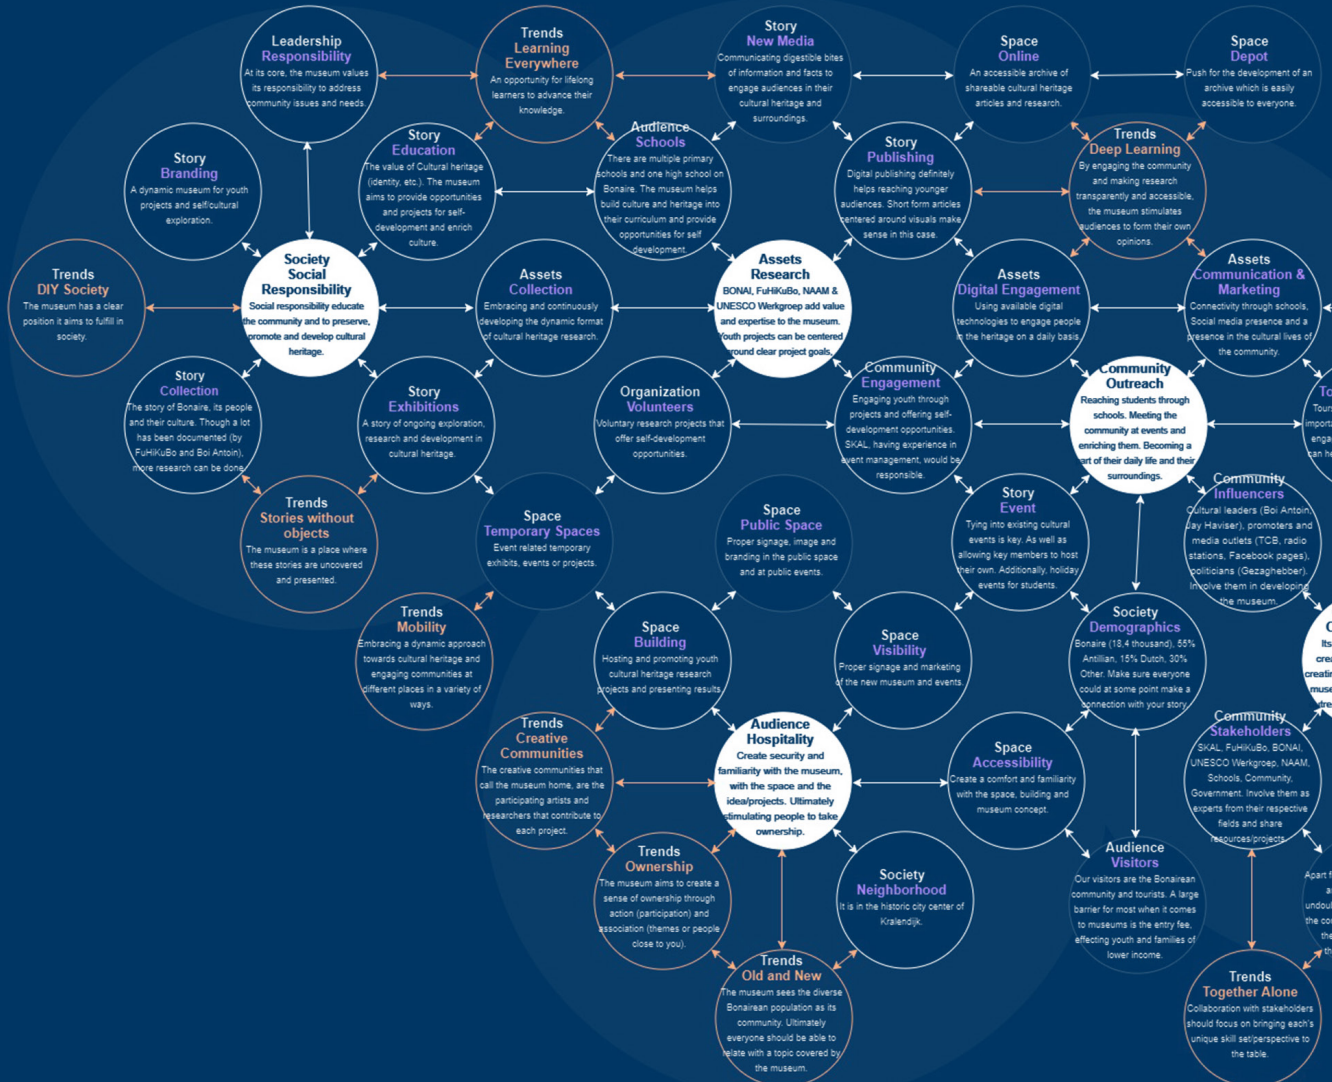 Leadership
Responsibility
At its core, the museum values
its responsibility to address
community issues and needs.
Trends
Learning
Everywhere
An opportunity for lifelong
learners to advance their
knowledge.
Story
New Media
Communicating digestible bites
of information and facts to
engage audiences in their
cultural heritage and
surroundings.
Space
Online
An accessible archive of
shareable cultural heritage
articles and research.
Space
Depot
Push for the development of an
archive which is easily
accessible to everyone.
Story
Branding
A dynamic museum for youth
projects and self/cultural
exploration.
Story
Education
The value of Cultural heritage
(identity, etc.). The museum
aims to provide opportunities
and projects for self-
development and enrich
culture.
Audience
Schools
There are multiple primary
schools and one high school on
Bonaire. The museum helps
build culture and heritage into
their curriculum and provide
opportunities for self
development.
Story
Publishing
Digital publishing definitely
helps reaching younger
audiences. Short form articles
centered around visuals make
sense in this case.
Trends
Deep Learning
By engaging the community
and making research
transparently and accessible,
the museum stimulates
audiences to form their own
opinions.
Trends
DIY Society
The museum has a clear
position it aims to fulfill in
society.
Society
Social
Responsibility
Social responsibility educate
the community and to preserve,
promote and develop cultural
heritage.
Assets
Collection
Embracing and continuously
developing the dynamic format
of cultural heritage research.
Assets
Research
BONAI, FuHiKuBo, NAAM &
UNESCO Werkgroep add value
and expertise to the museum.
Youth projects can be centered
around clear project goals.
Assets
Digital Engagement
Using available digital
technologies to engage people
in the heritage on a daily basis.
Assets
Communication &
Marketing
Connectivity through schools,
Social media presence and a
presence in the cultural lives of
the community.
Story
Collection
The story of Bonaire, its people
and their culture. Though a lot
has been documented (by
FuHiKuBo and Boi Antoin),
more research can be done.
Story
Exhibitions
A story of ongoing exploration,
research and development in
cultural heritage.
Organization
Volunteers
Voluntary research projects that
offer self-development
opportunities.
Community
Engagement
Engaging youth through
projects and offering self-
development opportunities.
SKAL, having experience in
event management, would be
responsible.
Community
Outreach
Reaching students through
schools. Meeting the
community at events and
enriching them. Becoming a
part of their daily life and their
surroundings.
Trends
Stories without
objects
The museum is a place where
these stories are uncovered
and presented.
Space
Temporary Spaces
Event related temporary
exhibits, events or projects.
Space
Public Space
Proper signage, image and
branding in the public space
and at public events.
Story
Event
Tying into existing cultural
events is key. As well as
allowing key members to host
their own. Additionally, holiday
events for students.
Community
Influencers
Cultural leaders (Boi Antoin,
Jay Haviser), promoters and
media outlets (TCB, radio
stations, Facebook pages),
politicians (Gezaghebber).
Involve them in developing
the museum.
Trends
Mobility
Embracing a dynamic approach
towards cultural heritage and
engaging communities at
different places in a variety of
ways.
Space
Building
Hosting and promoting youth
cultural heritage research
projects and presenting results.
Space
Visibility
Proper signage and marketing
of the new museum and events.
Society
Demographics
Bonaire (18,4 thousand), 55%
Antillian, 15% Dutch, 30%
Other. Make sure everyone
could at some point make a
connection with your story.
Trends
Creative
Communities
The creative communities that
call the museum home, are the
participating artists and
researchers that contribute to
each project.
Audience
Hospitality
Create security and
familiarity with the museum,
with the space and the
idea/projects. Ultimately
stimulating people to take
ownership.
Space
Accessibility
Create a comfort and familiarity
with the space, building and
museum concept.
Community
Stakeholders
SKAL, FuHiKuBo, BONAI,
UNESCO Werkgroep, NAAM,
Schools, Community,
Government. Involve them as
experts from their respective
fields and share
resources/projects.
Trends
Ownership
The museum aims to create a
sense of ownership through
action (participation) and
association (themes or people
close to you).
Society
Neighborhood
It is in the historic city center of
Kralendijk.
Audience
Visitors
Our visitors are the Bonairean
community and tourists. A large
barrier for most when it comes
to museums is the entry fee,
effecting youth and families of
lower income.
Trends
Old and New
The museum sees the diverse
Bonairean population as its
community. Ultimately
everyone should be able to
relate with a topic covered by
the museum.
Trends
Together Alone
Collaboration with stakeholders
should focus on bringing each's
unique skill set/perspective to
the table.